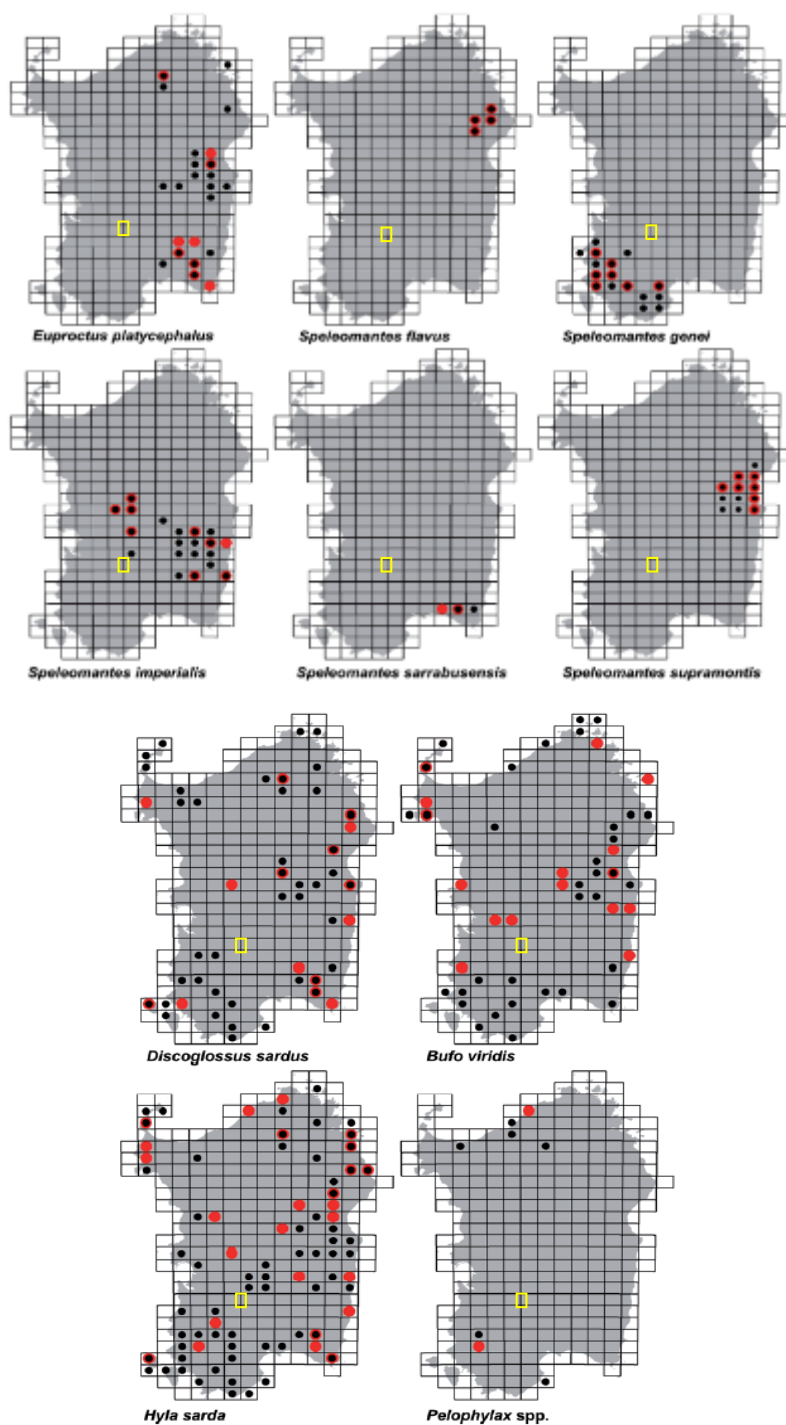 Euproctus platycephalus
Speleomantes flavus
Speleomantes genei
Speleomantes imperialis
Speleomantes sarrabusensis
Speleomantes supramontis
Discoglossus sardus
Bufo viridis
Hyla sarda
Pelophylax spp.